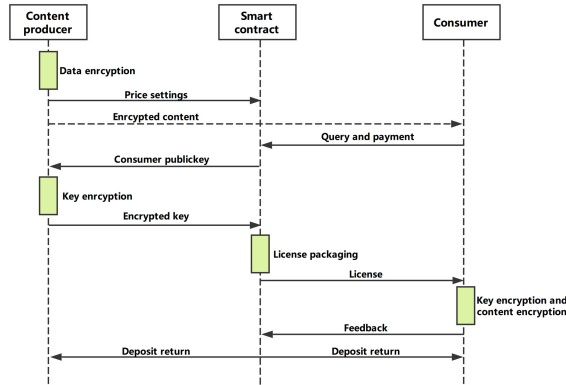 Content
producer
Smart
contract
Consumer
Data enrcyption
Price settings
Enrcypted content
Query and payment
Consumer publickey
Key enrcyption
Encrypted key
License packaging
License
Key encryption and
content encryption
Feedback
Deposit return
Deposit return